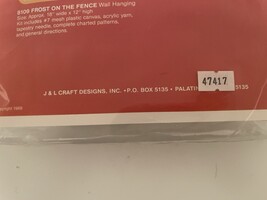 9109 FROST ON THE FENCE Wall Hanging
Size: approx. 18" wide x 12" high
Kit includes #7 mesh plastic canvas, acrylic yarn,
tapestry needle, complete charted patterns,
and general directions.
47417
J & L CRAFT DESIGNS, INC. • P.O. BOX 5135 • PALATI